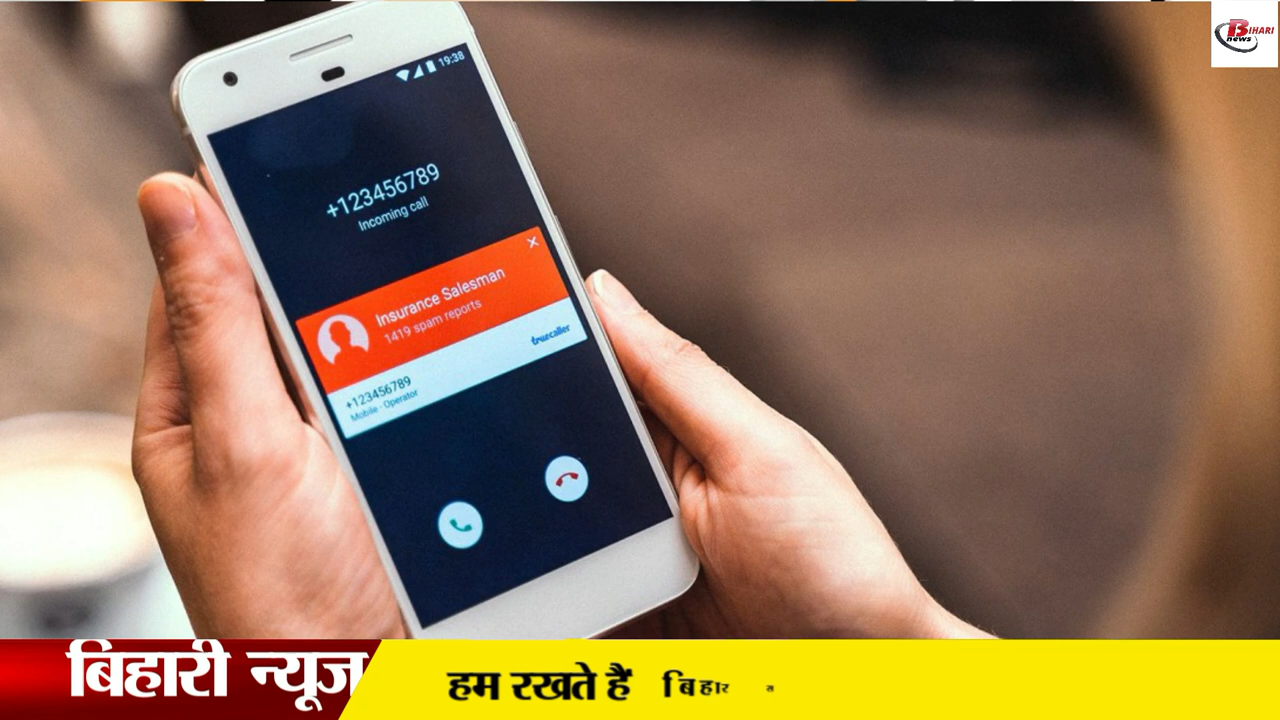 BIHARI
news
19:38
+123456789
Incoming call
Insurance Salesman
1419 spam reports
truecaller
+123456789
Mobile - Operator
बिहारी न्यूज
हम रखते हैं बिहार स